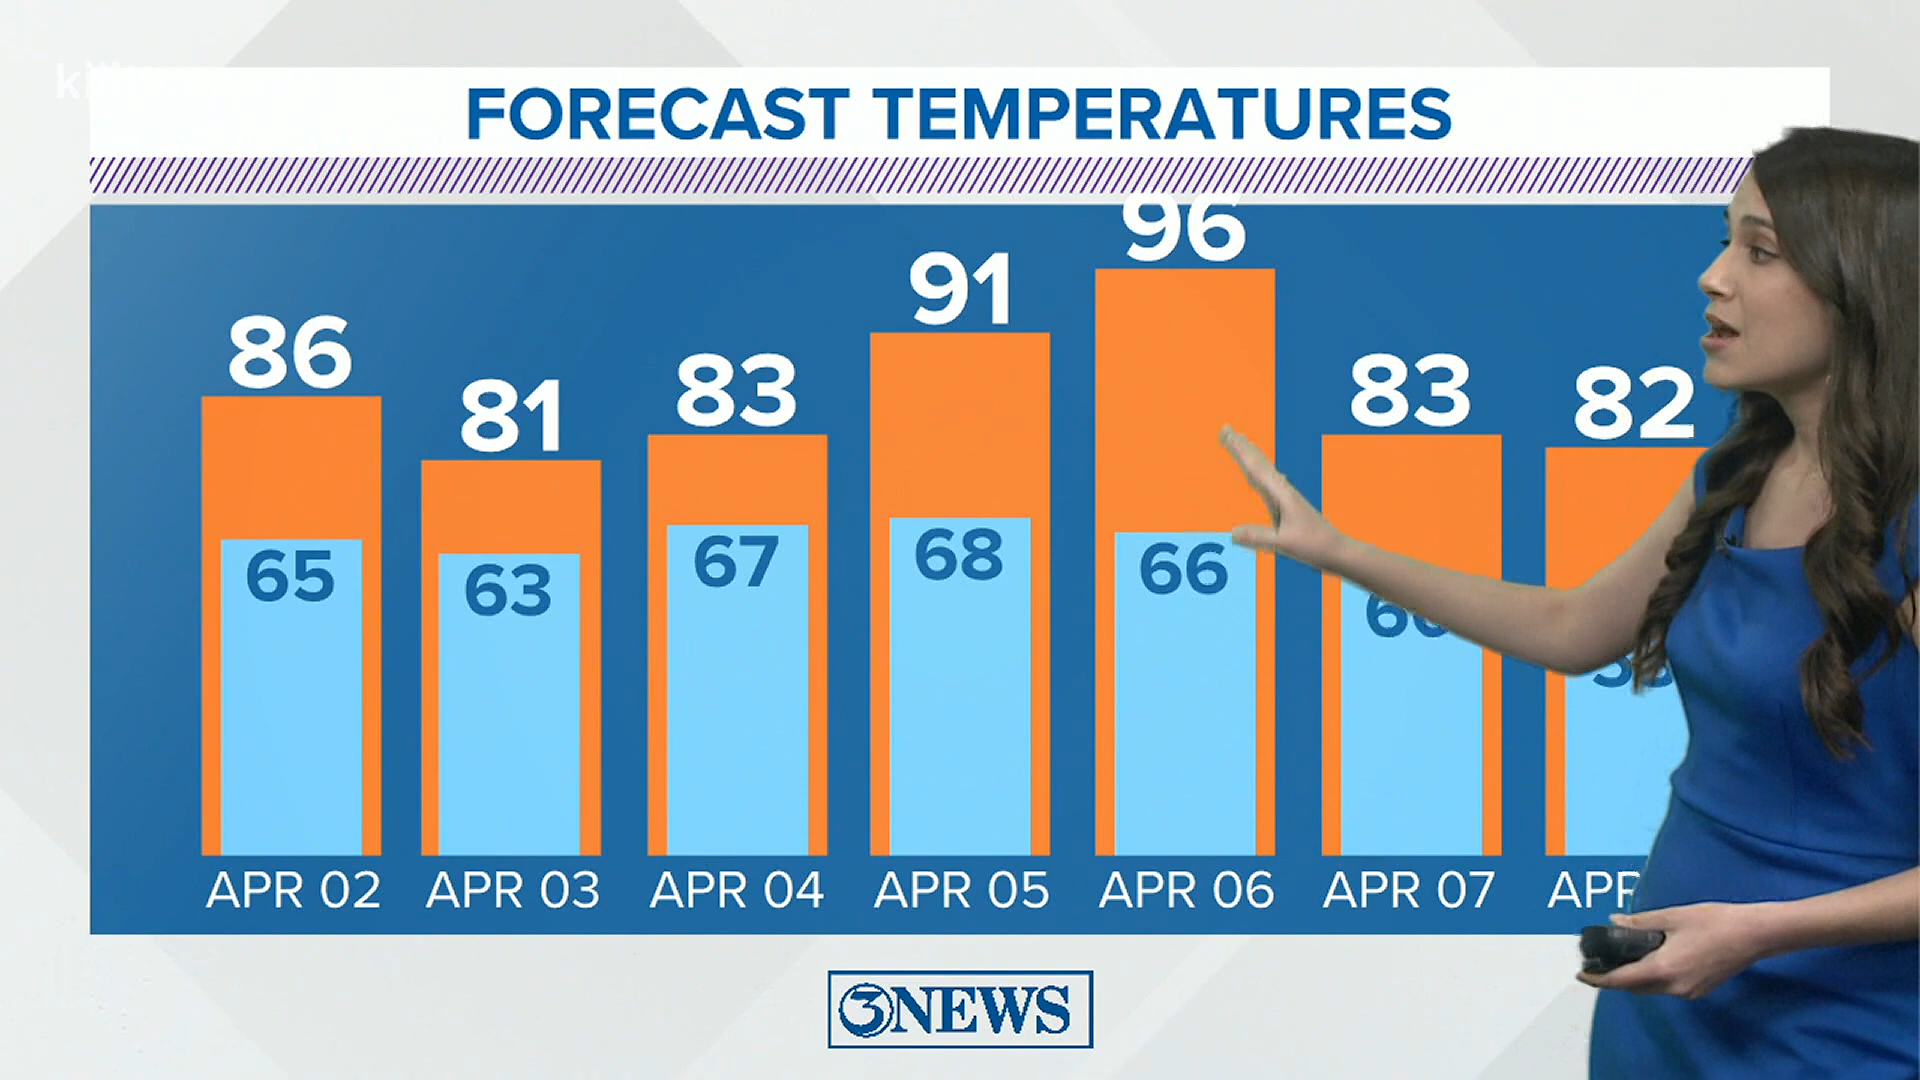 FORECAST TEMPERATURES
86 81 83 91 96 83 82
65 63 67 68 66
APR 02 APR 03 APR 04 APR 05 APR 06 APR 07
3NEWS